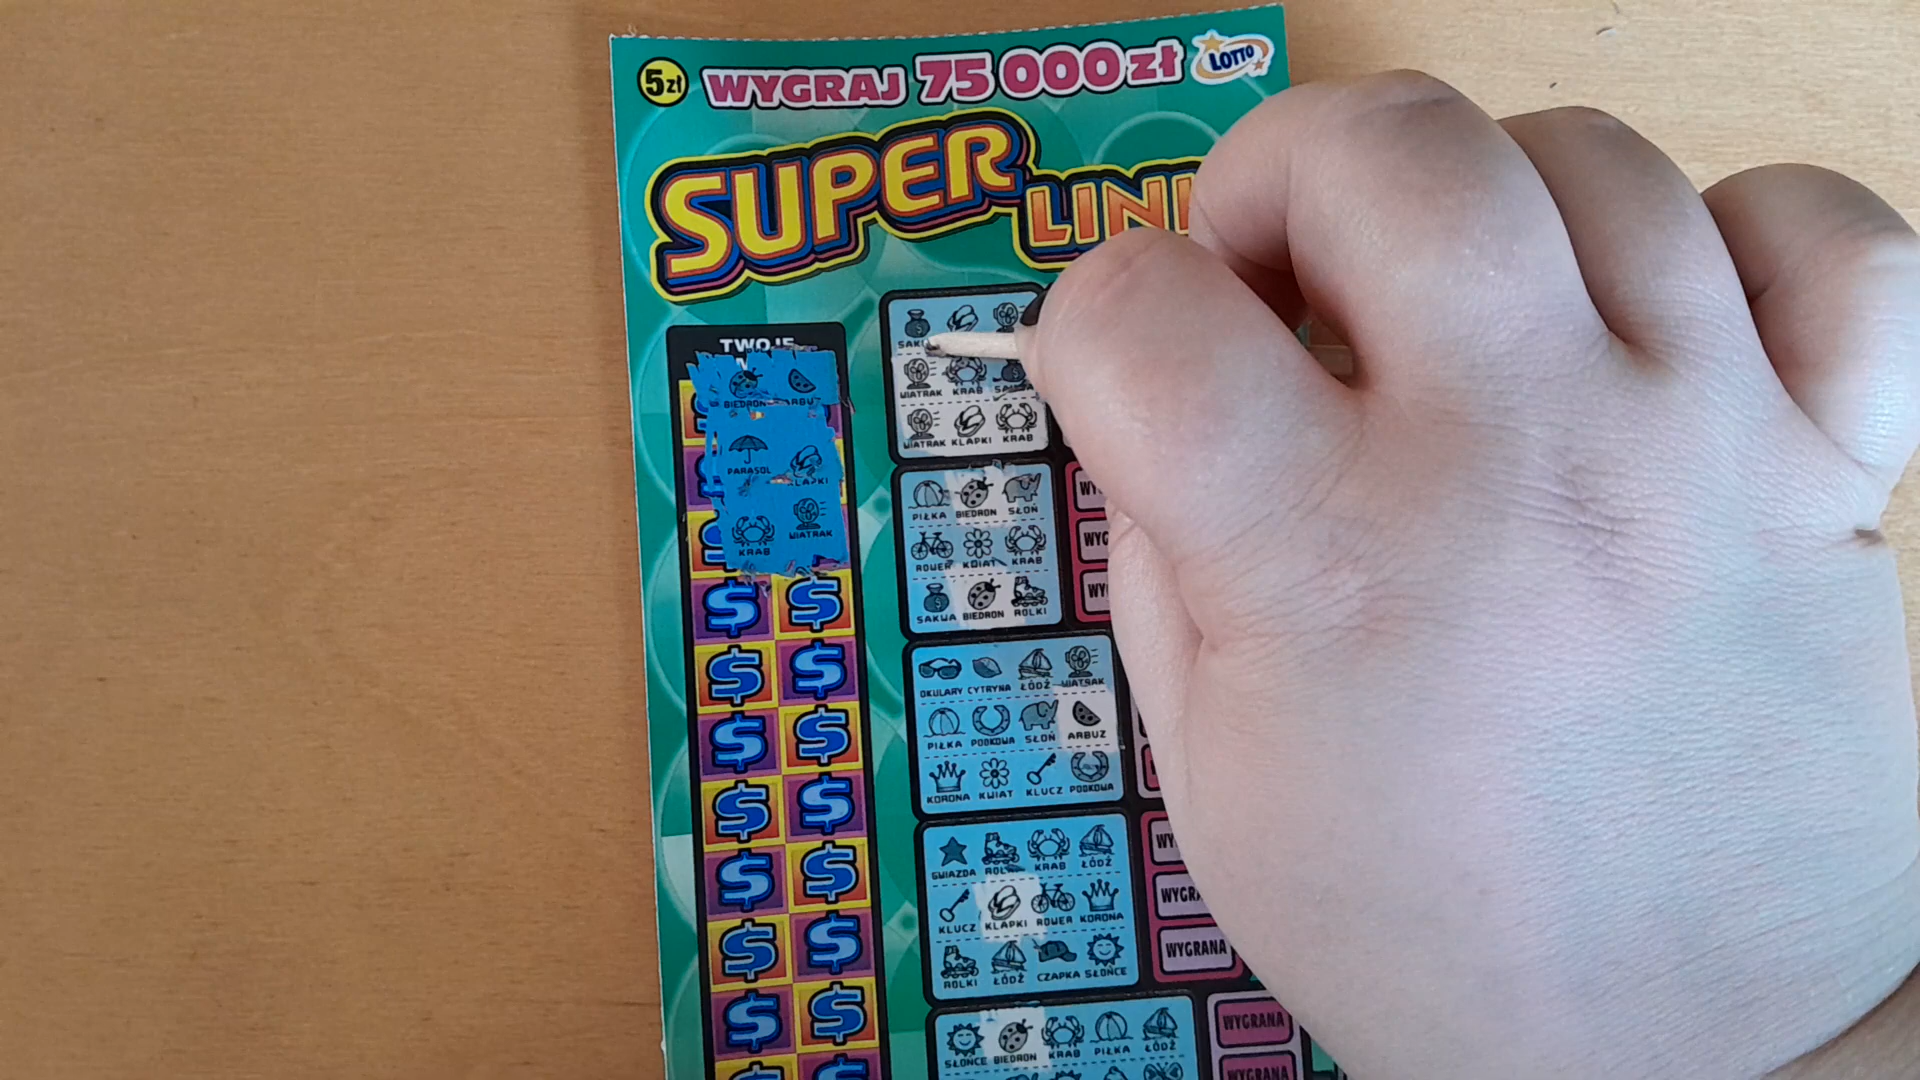 5zł WYGRAJ 75 000 zł LOTTO
SUPER
TWOJE
BIEDRON
PARASOL
KRAB WIATRAK
WIATRAK KRAB
WIATRAK KLAPKI KRAB
PIŁKA BIEDRON SŁOŃ
ROWER KWIAT KRAB
SAKWA BIEDRON ROLKI
OKULARY CYTRYNA ŁÓDŹ WIATRAK
PIŁKA PODKOWA SŁOŃ ARBUZ
KORONA KWIAT KLUCZ PODKOWA
GWIAZDA KRAB ŁÓDŹ
KLUCZ KLAPKI ROWER KORONA
ROLKI ŁÓDŹ CZAPKA SŁOŃCE
WYGRANA
SŁOŃCE BIEDRON KRAB PIŁKA ŁÓDŹ
WYGRANA
WYGRANA